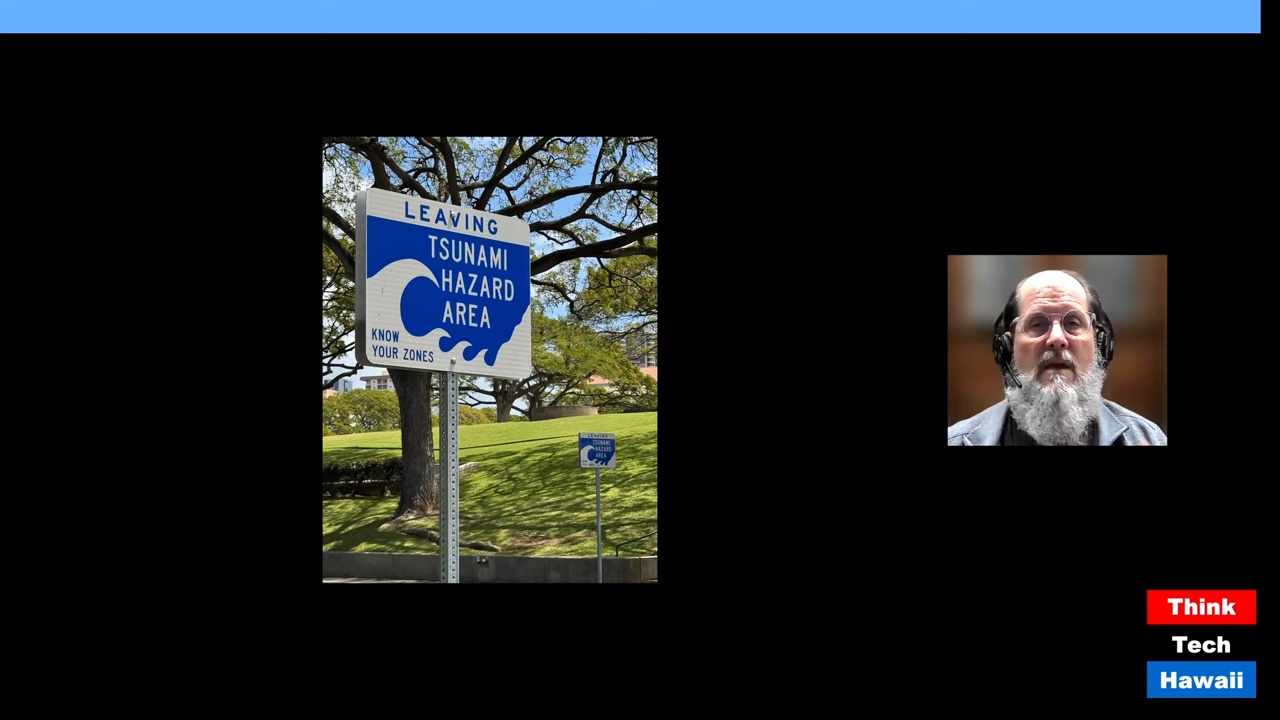 LEAVING
TSUNAMI
HAZARD
AREA
KNOW
YOUR ZONES
LEAVING
TSUNAMI
HAZARD
AREA
Think
Tech
Hawaii